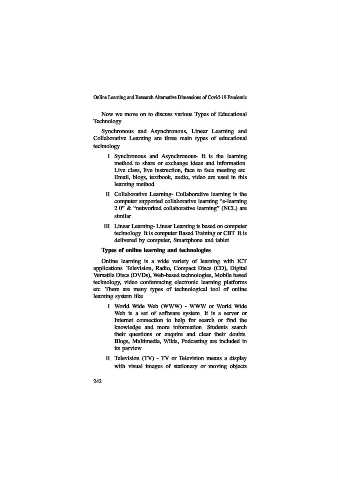 Online Learning and Research Alternative Dimensions of Covid-19 Pandemic
Now we move on to discuss various Types of Educational
Technology
Synchronous and Asynchronous, Linear Learning and
Collaborative Learning are three main types of educational
technology
I Synchronous and Asynchronous- It is the learning
method to share or exchange ideas and information.
Live class, live instruction, face to face meeting etc.
Email, blogs, textbook, audio, video are used in this
learning method.
II Collaborative Learning- Collaborative learning is the
computer supported collaborative learning "e-learning
2.0" & "networked collaborative learning" (NCL) are
similar.
III Linear Learning- Linear Learning is based on computer
technology. It is computer Based Training or CBT. It is
delivered by computer, Smartphone and tablet
Types of online learning and technologies
Online learning is a wide variety of learning with ICT
applications. Television, Radio, Compact Discs (CD), Digital
Versatile Discs (DVDs), Web-based technologies, Mobile based
technology, video conferencing electronic learning platforms
etc. There are many types of technological tool of online
learning system like
I World Wide Web (WWW) - WWW or World Wide
Web is a set of software system. It is a server or
Internet connection to help for search or find the
knowledge and more information. Students search
their questions or enquire and clear their doubts.
Blogs, Multimedia, Wikis, Podcasting are included in
its purview.
II Television (TV) - TV or Television means a display
with visual images of stationary or moving objects
242